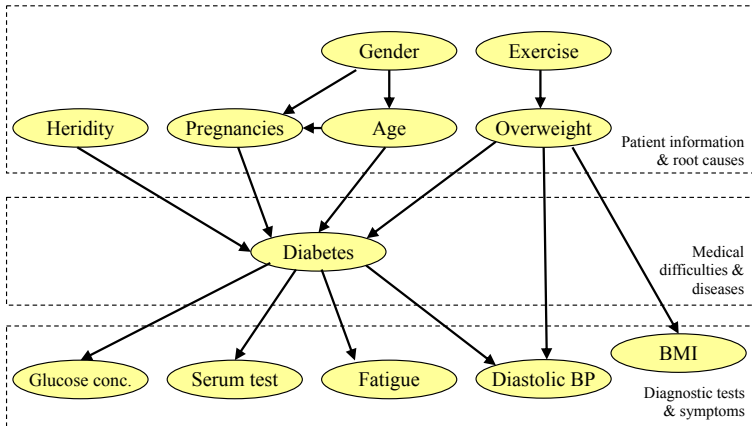 Gender
Exercise
Heridity
Pregnancies
Age
Overweight
Patient information
& root causes
Diabetes
Medical
difficulties &
diseases
Glucose conc.
Serum test
Fatigue
Diastolic BP
BMI
Diagnostic tests
& symptoms